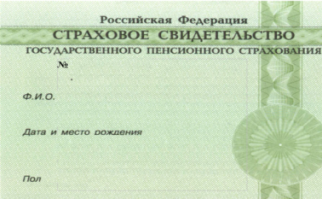 Российская Федерация
СТРАХОВОЕ СВИДЕТЕЛЬСТВО
ГОСУДАРСТВЕННОГО ПЕНСИОННОГО СТРАХОВАНИЯ
№
Ф.И.О.
Дата и место рождения
Пол